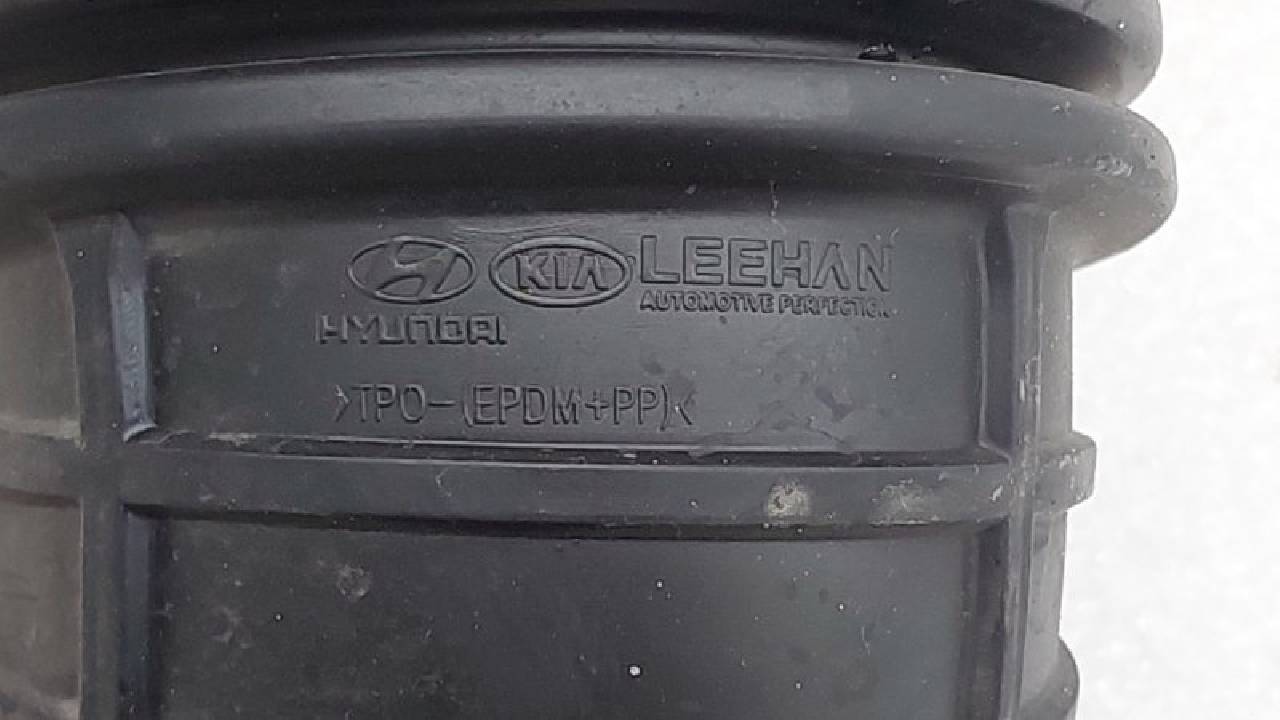 KIA LEEHAN
AUTOMOTIVE PERFECTION
HYUNDAI
>TPO-(EPDM+PP)<